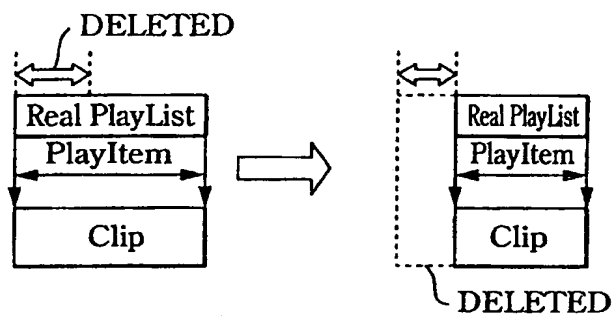 DELETED
Real PlayList
PlayItem
Clip
Real PlayList
PlayItem
Clip
DELETED